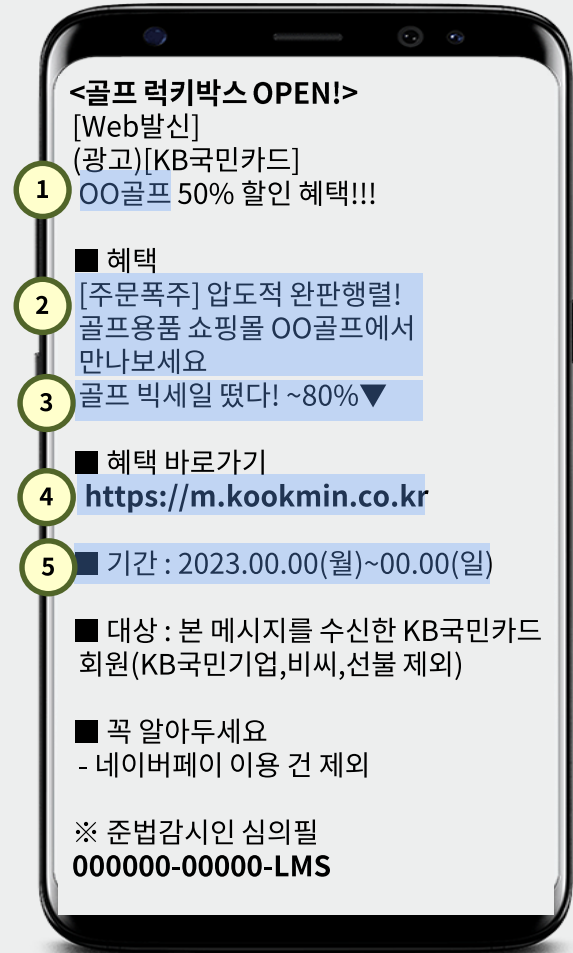 <골프 럭키박스 OPEN!>
[Web발신]
(광고)[KB국민카드]
1 OO골프 50% 할인 혜택!!!
■ 혜택
2 [주문폭주] 압도적 완판행렬!
골프용품 쇼핑몰 OO골프에서
만나보세요
3 골프 빅세일 떴다! ~80%▼
■ 혜택 바로가기
4 https://m.kookmin.co.kr
5 ■ 기간 : 2023.00.00(월)~00.00(일)
■ 대상 : 본 메시지를 수신한 KB국민카드
회원(KB국민기업,비씨,선불 제외)
■ 꼭 알아두세요
- 네이버페이 이용 건 제외
※ 준법감시인 심의필
000000-00000-LMS